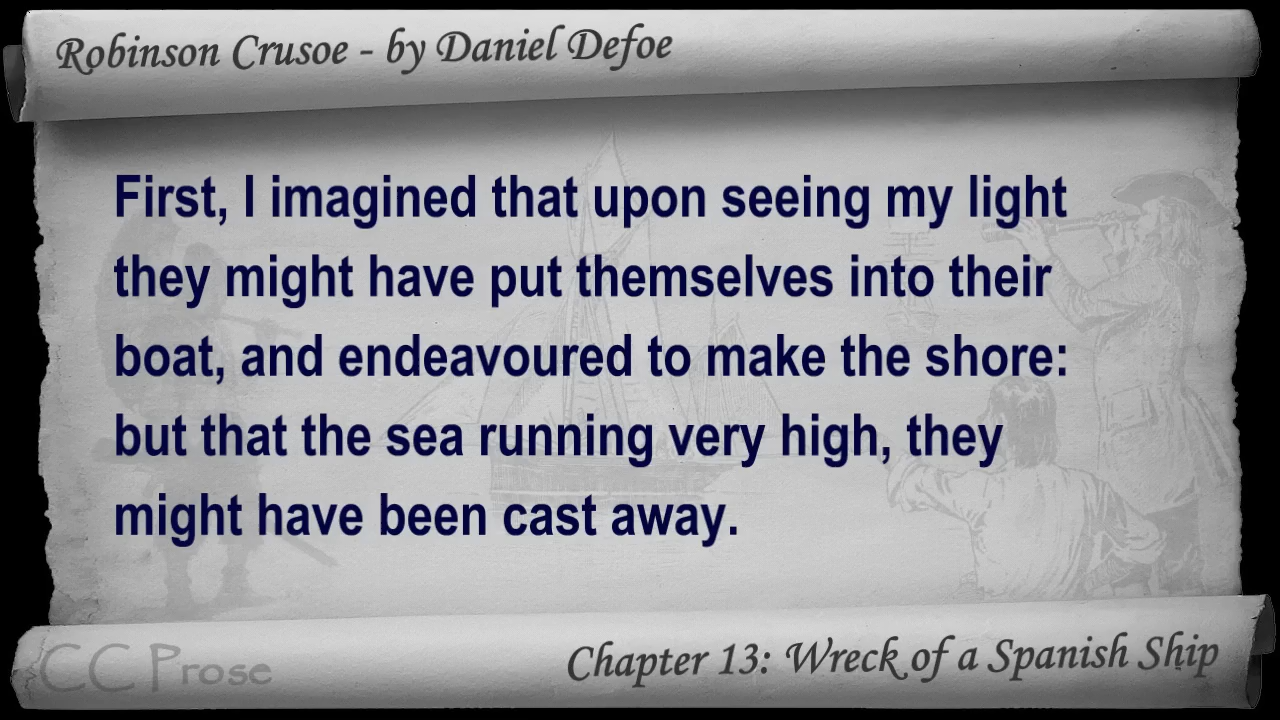 Robinson Crusoe - by Daniel Defoe
First, I imagined that upon seeing my light
they might have put themselves into their
boat, and endeavoured to make the shore:
but that the sea running very high, they
might have been cast away.
CC Prose
Chapter 13: Wreck of a Spanish Ship